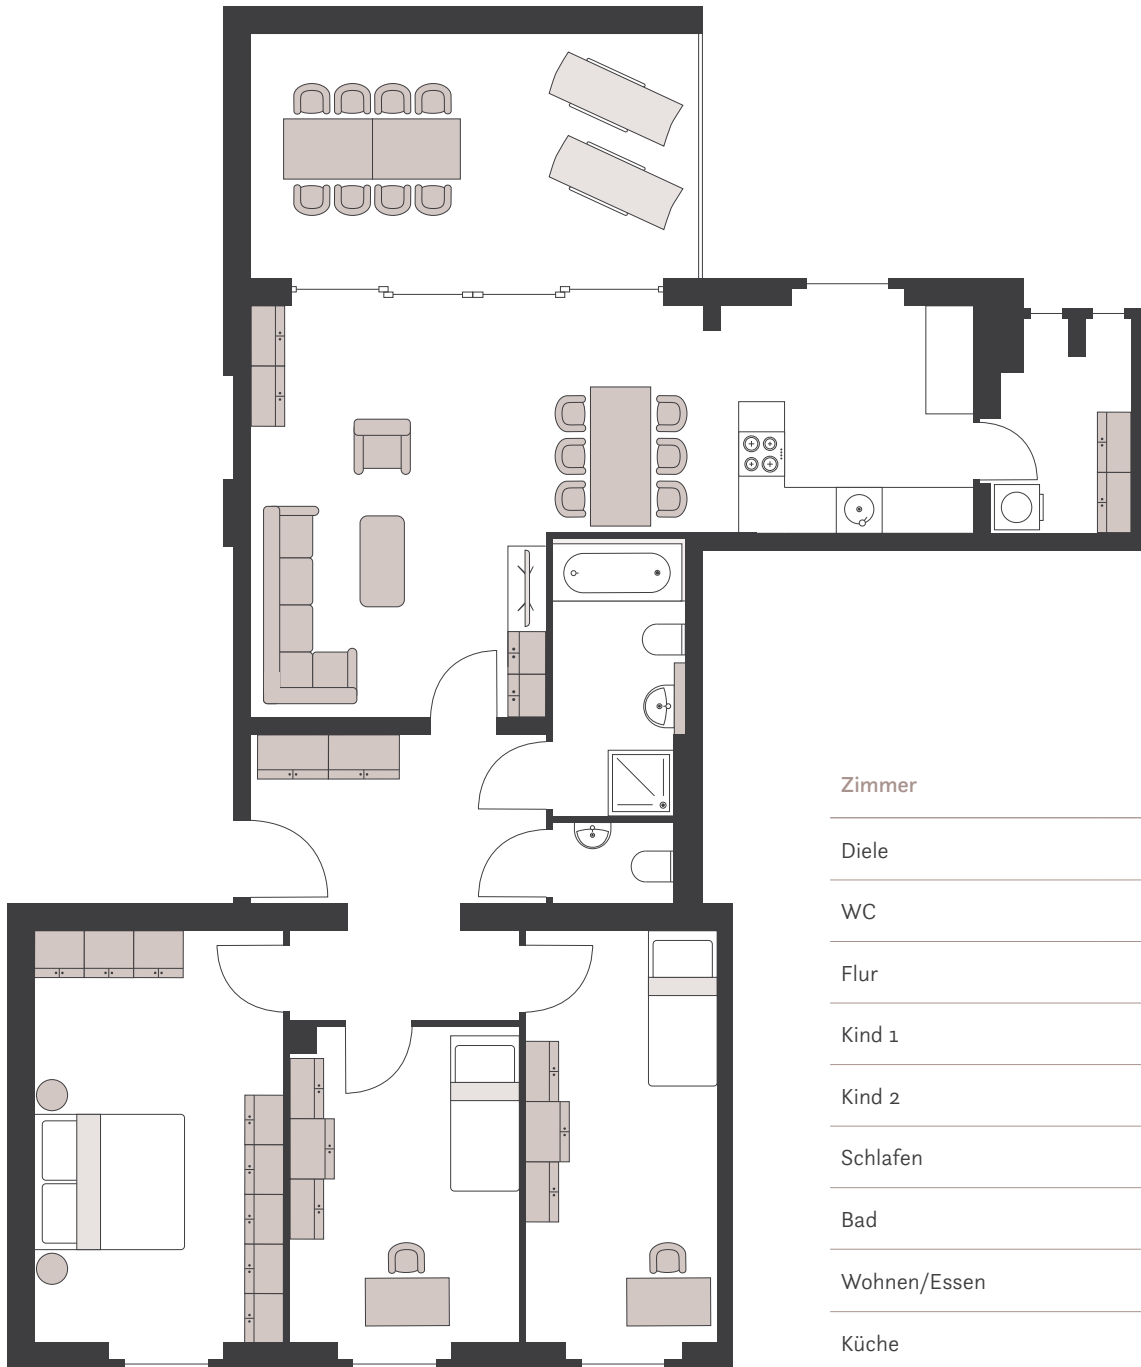 Zimmer
Diele
WC
Flur
Kind 1
Kind 2
Schlafen
Bad
Wohnen/Essen
Küche